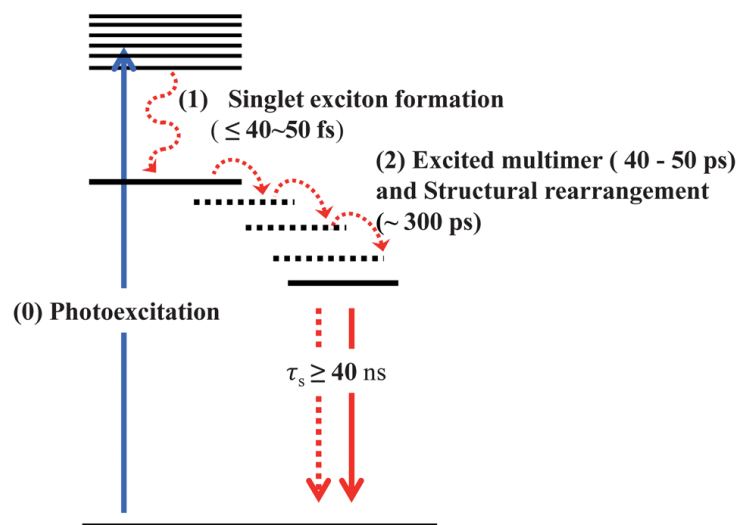 (1) Singlet exciton formation
( ≤ 40~50 fs)
(2) Excited multimer ( 40 - 50 ps)
and Structural rearrangement
(~ 300 ps)
(0) Photoexcitation
τs ≥ 40 ns